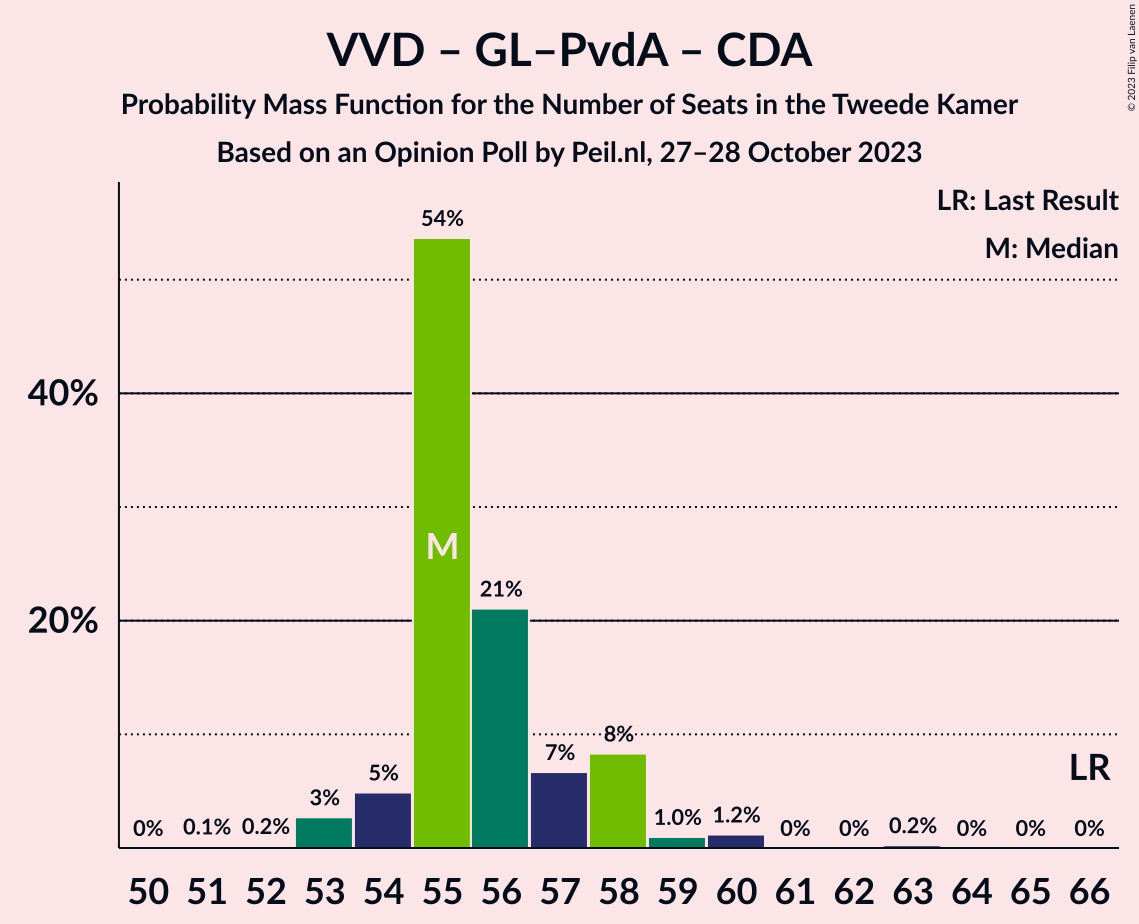 VVD – GL–PvdA – CDA
Probability Mass Function for the Number of Seats in the Tweede Kamer
Based on an Opinion Poll by Peil.nl, 27–28 October 2023
© 2023 Filip van Laenen
LR: Last Result
M: Median
54%
40%
M
21%
20%
8%
7%
5%
LR
3%
0% 0.1% 0.2% 1.0% 1.2% 0% 0% 0.2% 0% 0% 0%
50 51 52 53 54 55 56 57 58 59 60 61 62 63 64 65 66